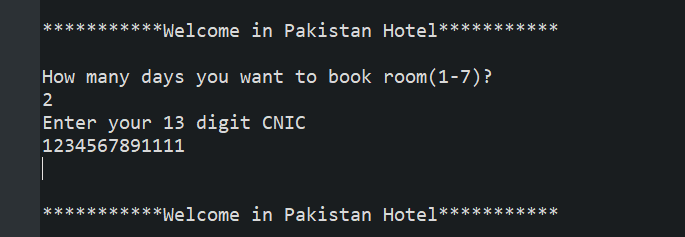 ***********Welcome in Pakistan Hotel***********
How many days you want to book room(1-7)?
2
Enter your 13 digit CNIC
1234567891111
***********Welcome in Pakistan Hotel***********